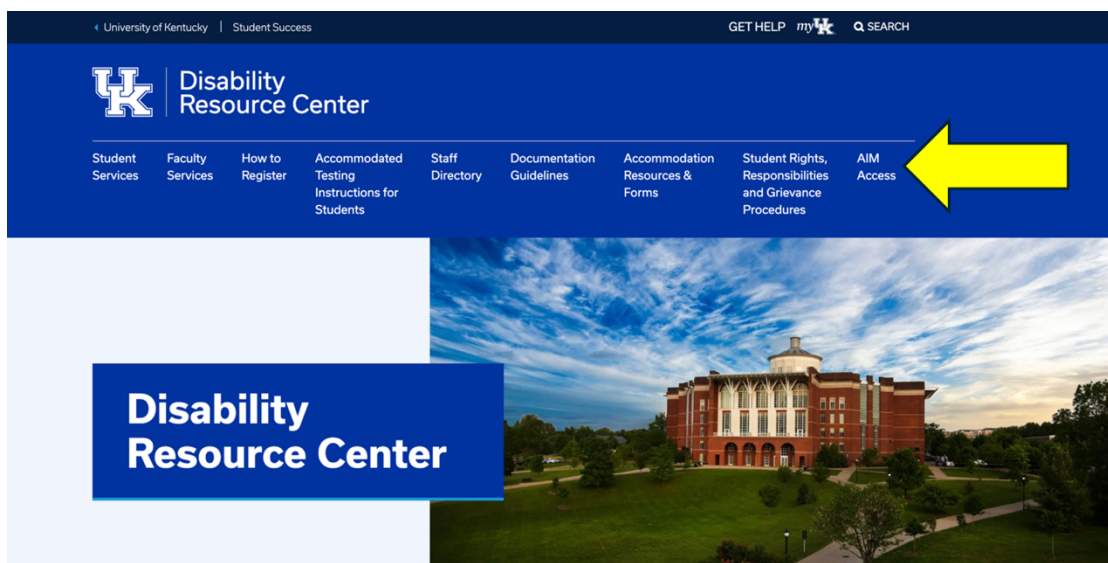 University of Kentucky | Student Success GET HELP myUK SEARCH
UK
Disability
Resource Center
Student
Services
Faculty
Services
How to
Register
Accommodated
Testing
Instructions for
Students
Staff
Directory
Documentation
Guidelines
Accommodation
Resources &
Forms
Student Rights,
Responsibilities
and Grievance
Procedures
AIM
Access
Disability
Resource Center